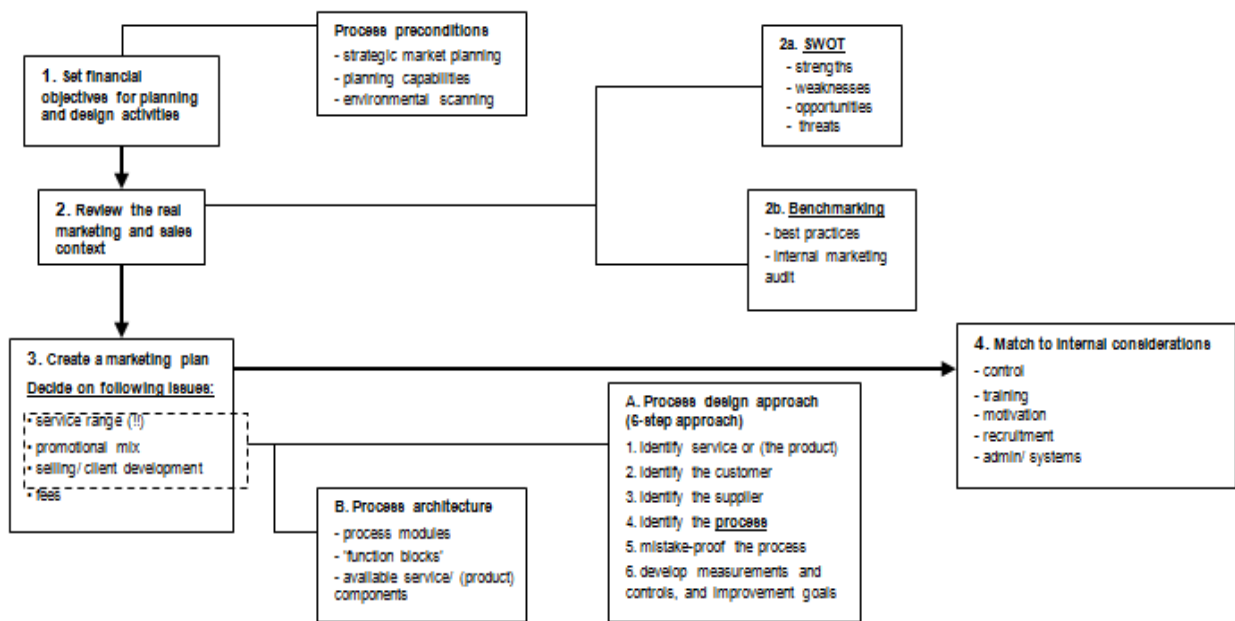 Process preconditions
- strategic market planning
- planning capabilities
- environmental scanning
1. Set financial
objectives for planning
and design activities
2a. SWOT
- strengths
- weaknesses
- opportunities
- threats
2. Review the real
marketing and sales
context
2b. Benchmarking
- best practices
- internal marketing
audit
3. Create a marketing plan
Decide on following issues:
• service range (!!)
• promotional mix
• selling/ client development
• fees
4. Match to internal considerations
- control
- training
- motivation
- recruitment
- admin/ systems
A. Process design approach
(6-step approach)
1. Identify service or (the product)
2. Identify the customer
3. Identify the supplier
4. Identify the process
5. mistake-proof the process
6. develop measurements and
controls, and improvement goals
B. Process architecture
- process modules
- 'function blocks'
- available service/ (product)
components